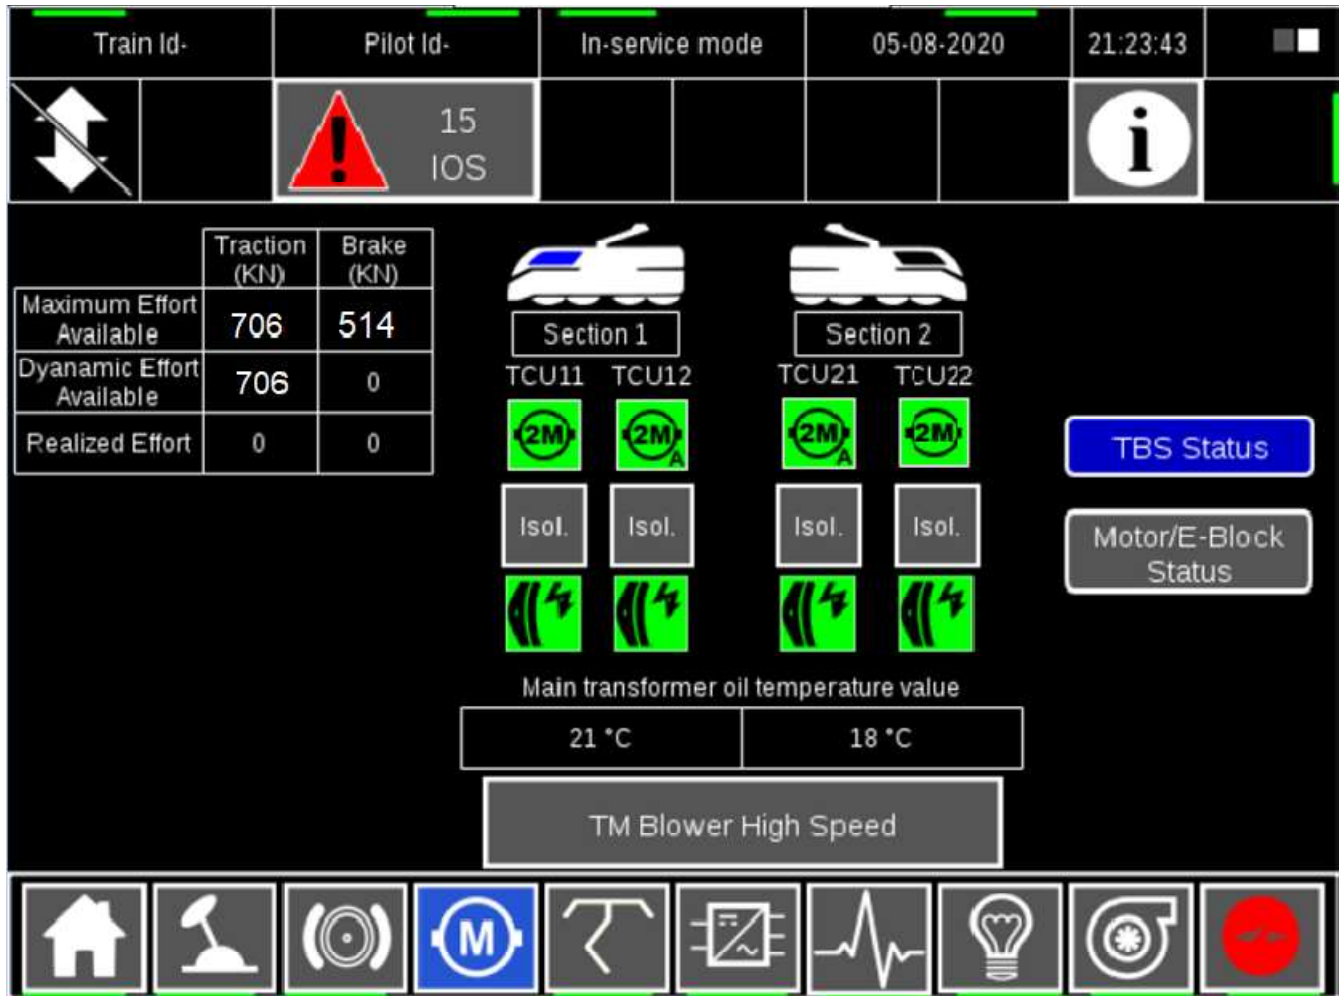 Train Id-
Pilot Id-
In-service mode
05-08-2020
21:23:43
15
IOS
i
Traction
(KN)
Brake
(KN)
Maximum Effort
Available
706
514
Dyanamic Effort
Available
706
0
Realized Effort
0
0
Section 1
Section 2
TCU11
TCU12
TCU21
TCU22
2M
2M
A
2M
A
2M
Isol.
Isol.
Isol.
Isol.
TBS Status
Motor/E-Block
Status
Main transformer oil temperature value
21 °C
18 °C
TM Blower High Speed
M